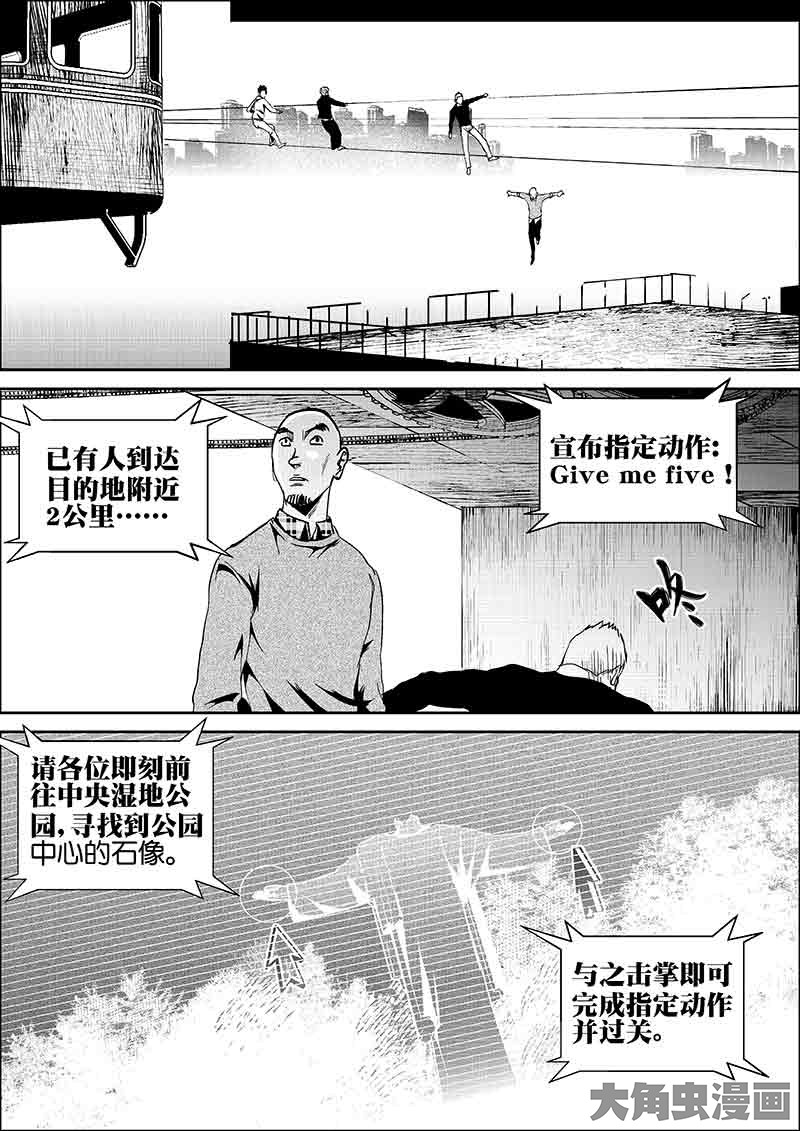 已有人到达
目的地附近
2公里……
宣布指定动作：
Give me five！
咚
请各位即刻前
往中央湿地公
园，寻找到公园
中心的石像。
与之击掌即可
完成指定动作
并过关。
大角虫漫画